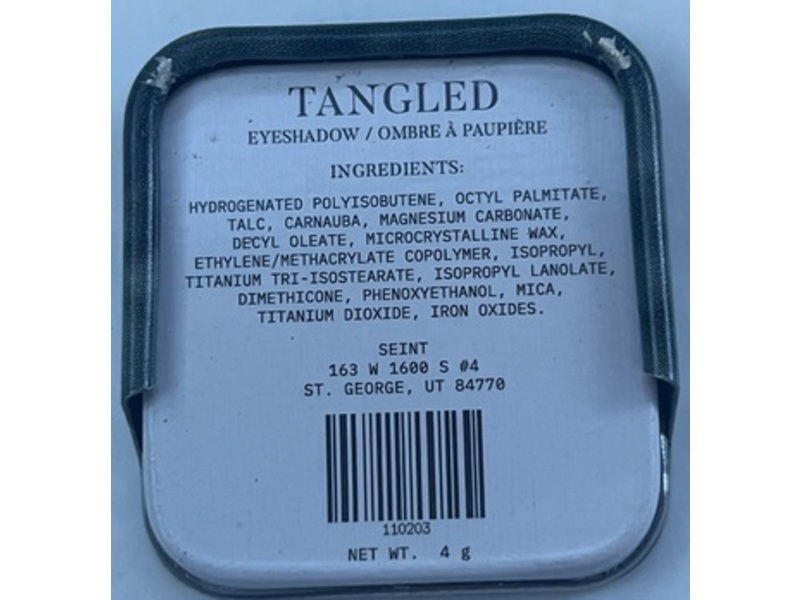 TANGLED
EYESHADOW / OMBRE À PAUPIÈRE
INGREDIENTS:
HYDROGENATED POLYISOBUTENE, OCTYL PALMITATE,
TALC, CARNAUBA, MAGNESIUM CARBONATE,
DECYL OLEATE, MICROCRYSTALLINE WAX,
ETHYLENE/METHACRYLATE COPOLYMER, ISOPROPYL,
TITANIUM TRI-ISOSTEARATE, ISOPROPYL LANOLATE,
DIMETHICONE, PHENOXYETHANOL, MICA,
TITANIUM DIOXIDE, IRON OXIDES.
SEINT
163 W 1600 S #4
ST. GEORGE, UT 84770
110203
NET WT. 4 g